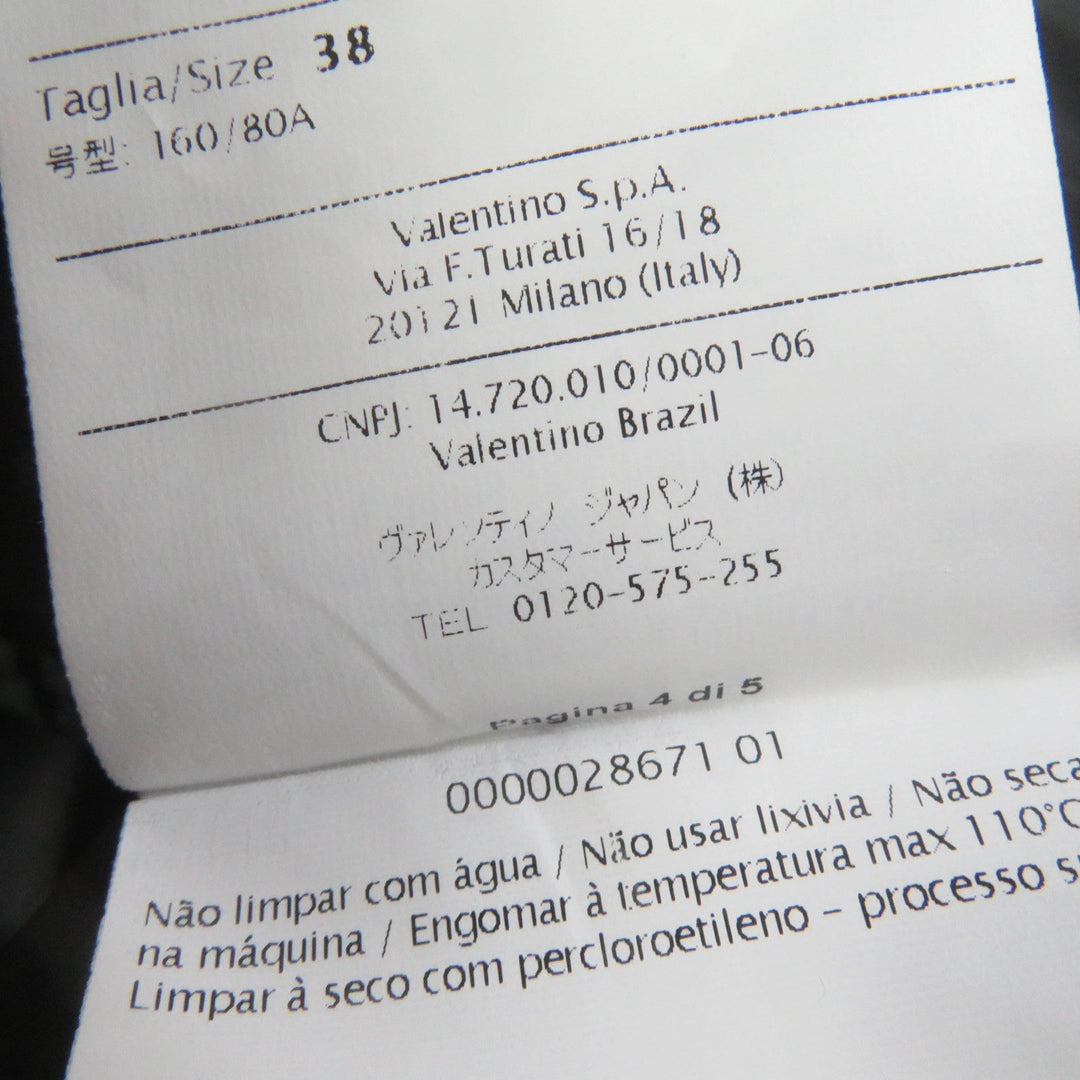 Taglia/Size 38
号型: 160/80A
Valentino S.p.A.
Via F.Turati 16/18
20121 Milano (Italy)
CNPJ: 14.720.010/0001-06
Valentino Brazil
ヴァレンティノ ジャパン (株)
カスタマーサービス
TEL 0120-575-255
Pagina 4 di 5
0000028671 01
Não limpar com água / Não usar lixivia / Não seca
na máquina / Engomar à temperatura max 110°C
Limpar à seco com percloroetileno - processo s